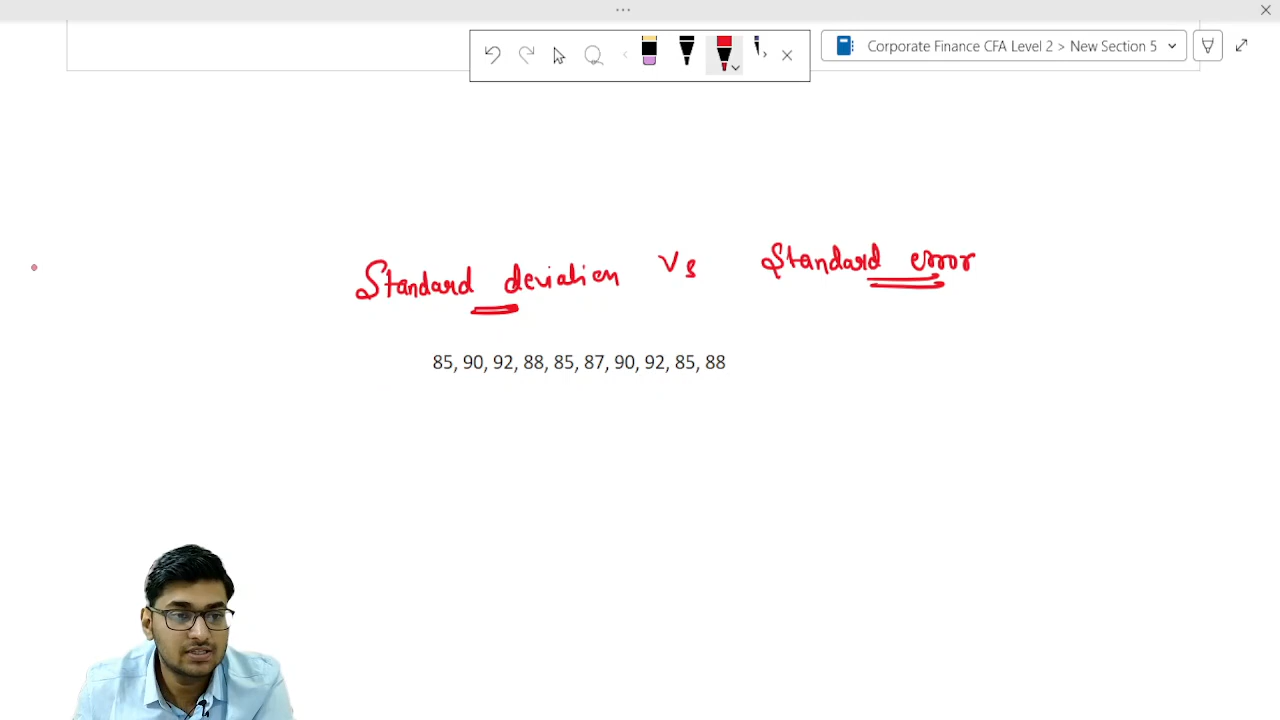 Corporate Finance CFA Level 2 > New Section 5
Standard deviation Vs Standard error
85, 90, 92, 88, 85, 87, 90, 92, 85, 88